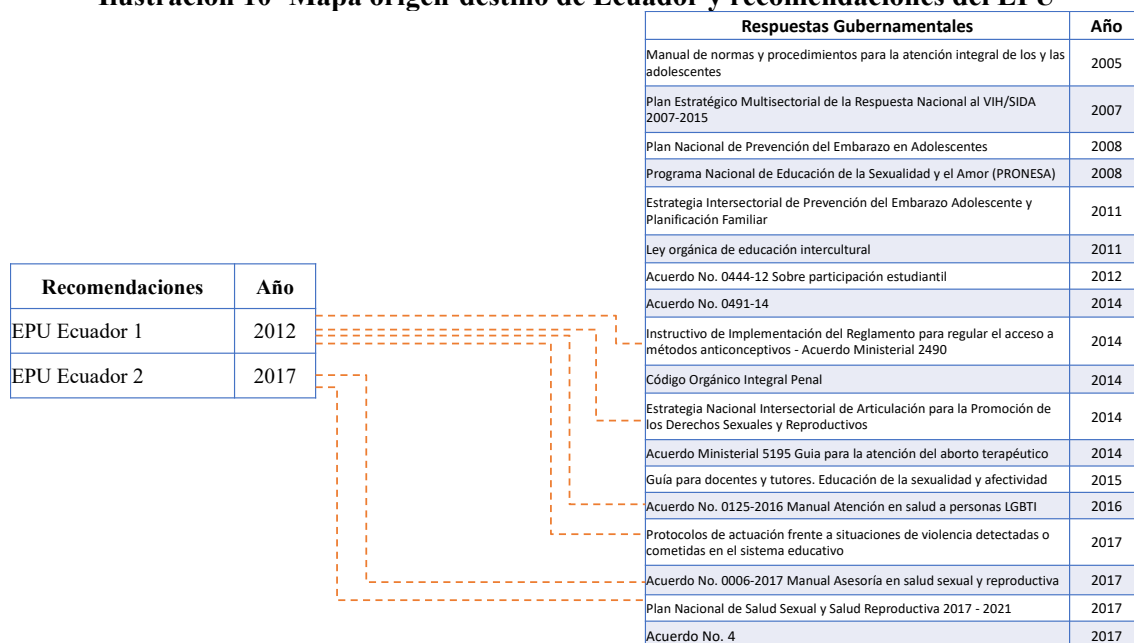 Ilustración 10 Mapa origen-destino de Ecuador y recomendaciones del EPU
Respuestas Gubernamentales Año
Manual de normas y procedimientos para la atención integral de los y las
adolescentes 2005
Plan Estratégico Multisectorial de la Respuesta Nacional al VIH/SIDA
2007-2015 2007
Plan Nacional de Prevención del Embarazo en Adolescentes 2008
Programa Nacional de Educación de la Sexualidad y el Amor (PRONESA) 2008
Estrategia Intersectorial de Prevención del Embarazo Adolescente y
Planificación Familiar 2011
Ley orgánica de educación intercultural 2011
Acuerdo No. 0444-12 Sobre participación estudiantil 2012
Acuerdo No. 0491-14 2014
Instructivo de Implementación del Reglamento para regular el acceso a
métodos anticonceptivos - Acuerdo Ministerial 2490 2014
Código Orgánico Integral Penal 2014
Estrategia Nacional Intersectorial de Articulación para la Promoción de
los Derechos Sexuales y Reproductivos 2014
Acuerdo Ministerial 5195 Guia para la atención del aborto terapéutico 2014
Guía para docentes y tutores. Educación de la sexualidad y afectividad 2015
Acuerdo No. 0125-2016 Manual Atención en salud a personas LGBTI 2016
Protocolos de actuación frente a situaciones de violencia detectadas o
cometidas en el sistema educativo 2017
Acuerdo No. 0006-2017 Manual Asesoría en salud sexual y reproductiva 2017
Plan Nacional de Salud Sexual y Salud Reproductiva 2017 - 2021 2017
Acuerdo No. 4 2017
Recomendaciones Año
EPU Ecuador 1 2012
EPU Ecuador 2 2017